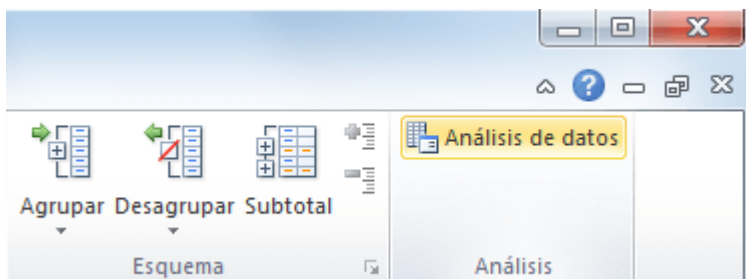 Análisis de datos
Agrupar Desagrupar Subtotal
Esquema
Análisis